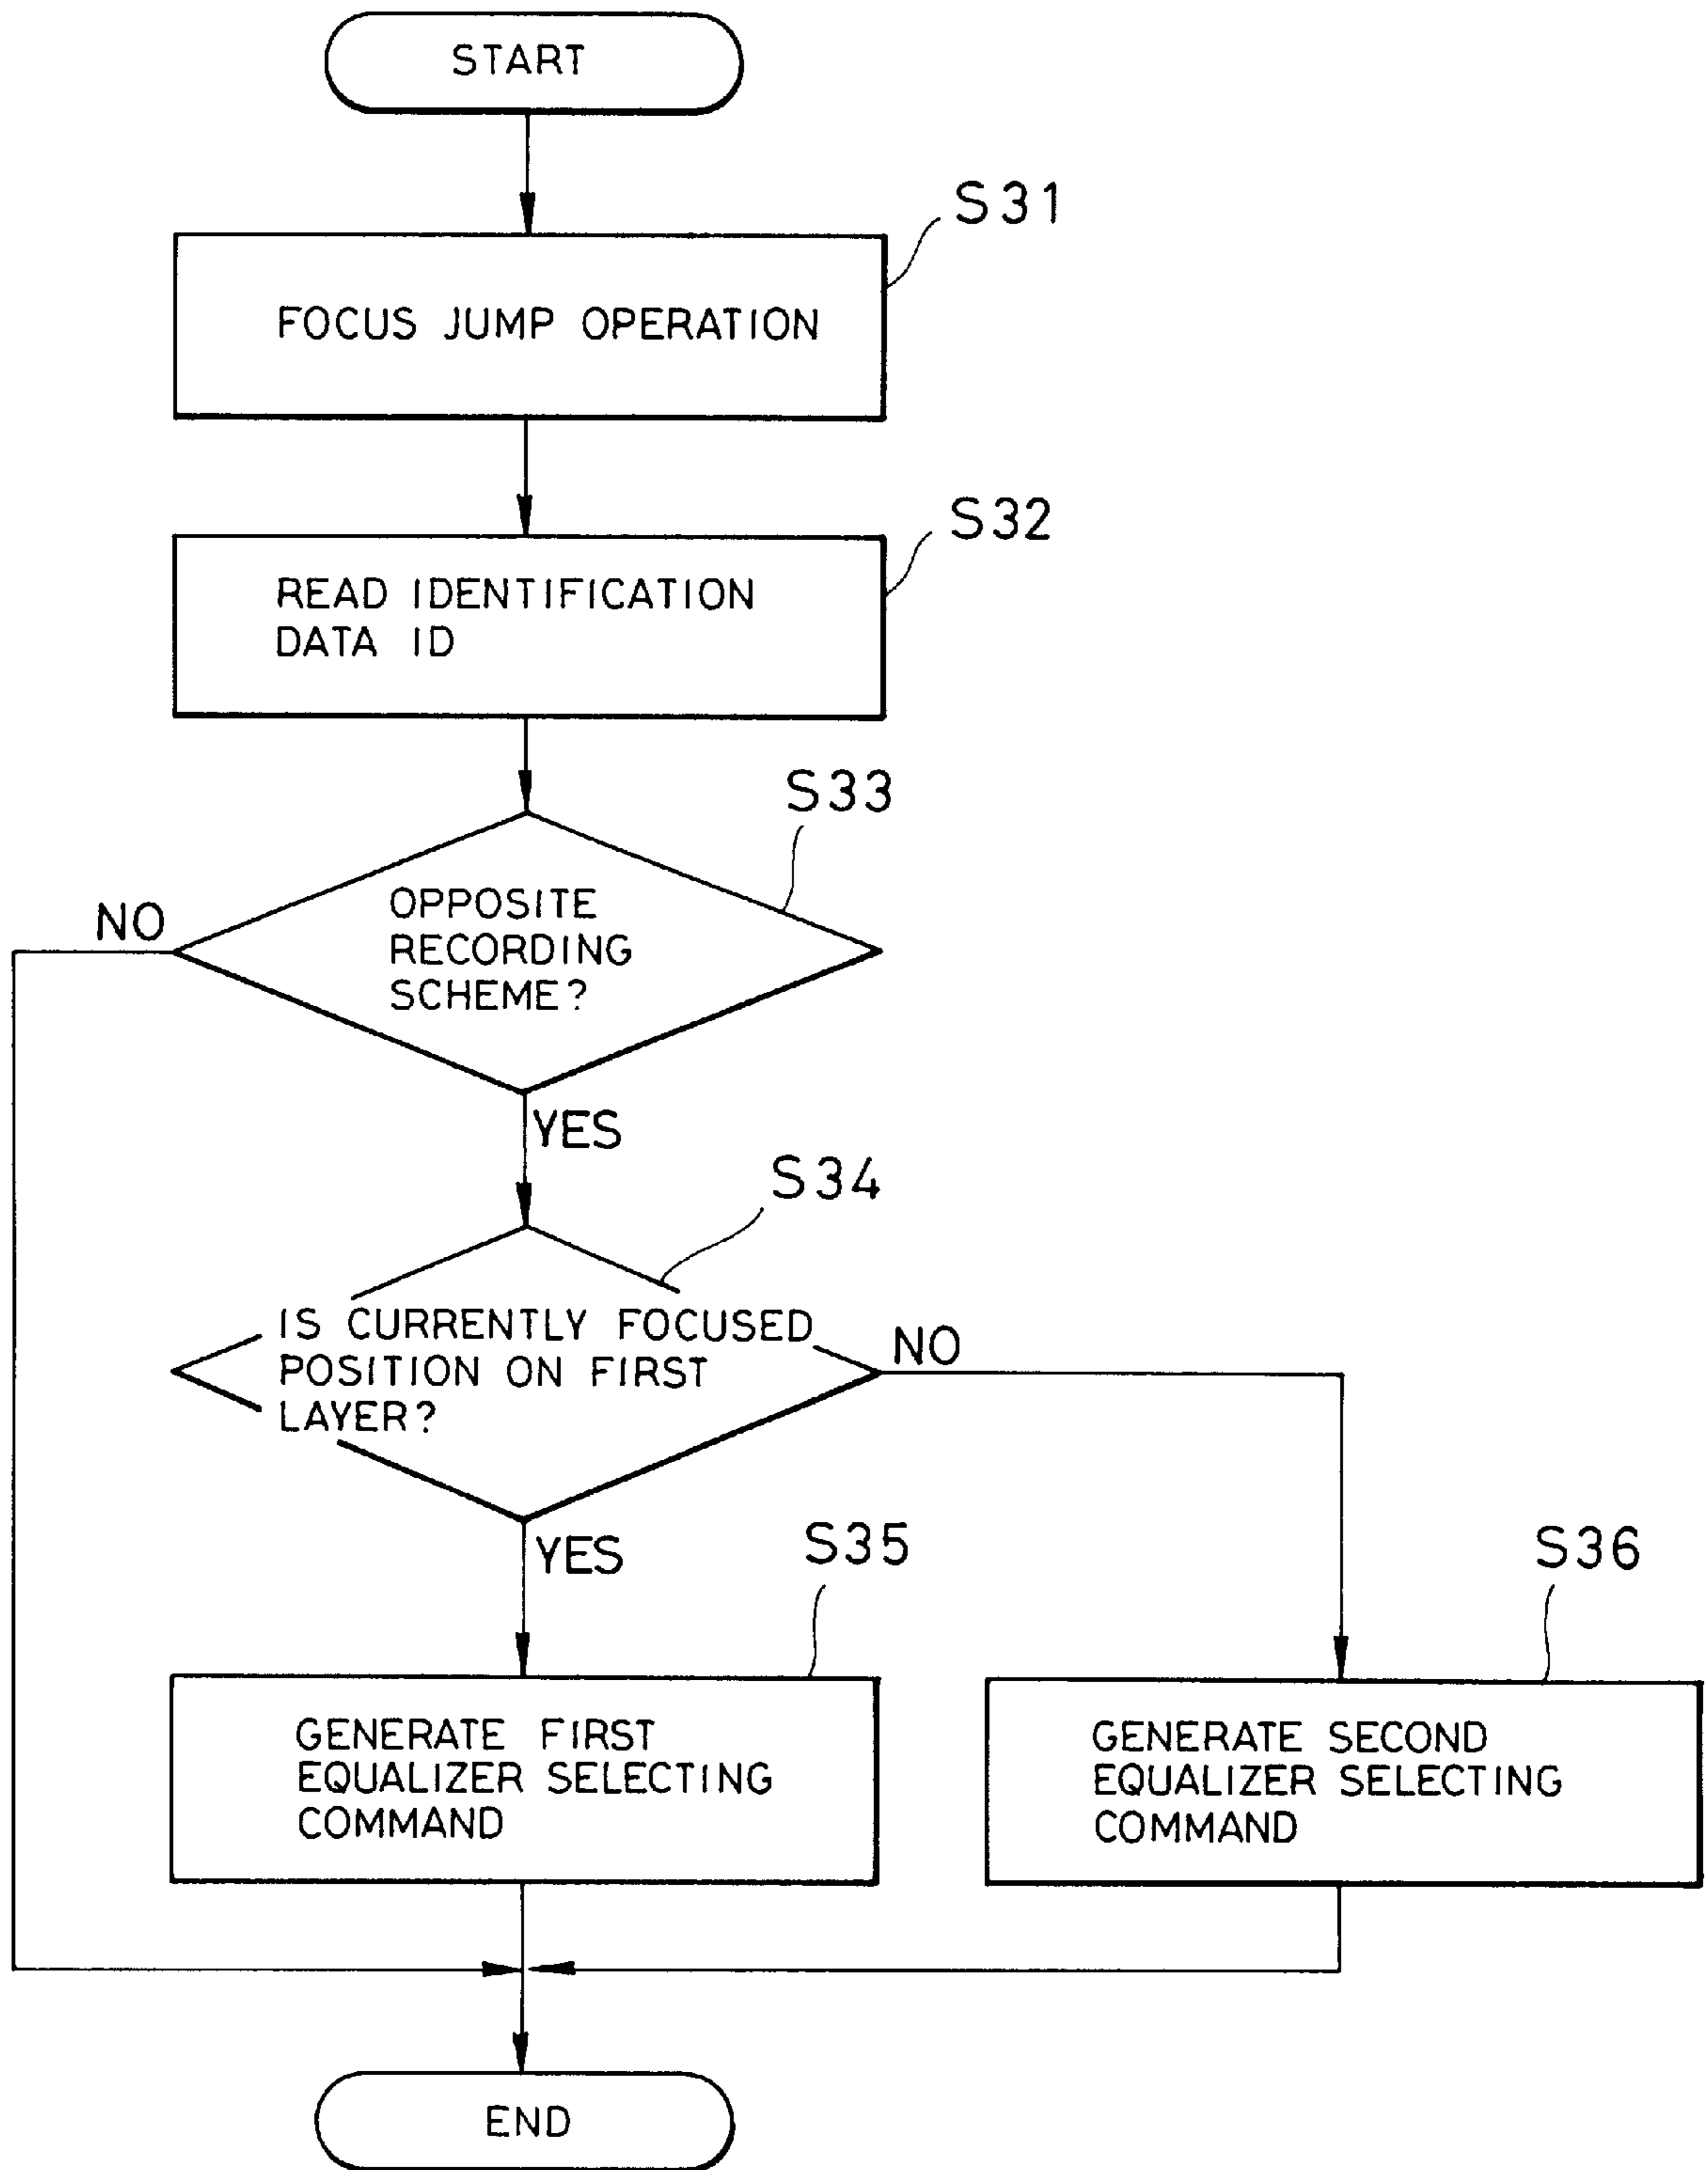 START
S31
FOCUS JUMP OPERATION
S32
READ IDENTIFICATION
DATA ID
S33
OPPOSITE
RECORDING
SCHEME?
NO
YES
S34
IS CURRENTLY FOCUSED
POSITION ON FIRST
LAYER?
NO
YES
S35
S36
GENERATE FIRST
EQUALIZER SELECTING
COMMAND
GENERATE SECOND
EQUALIZER SELECTING
COMMAND
END